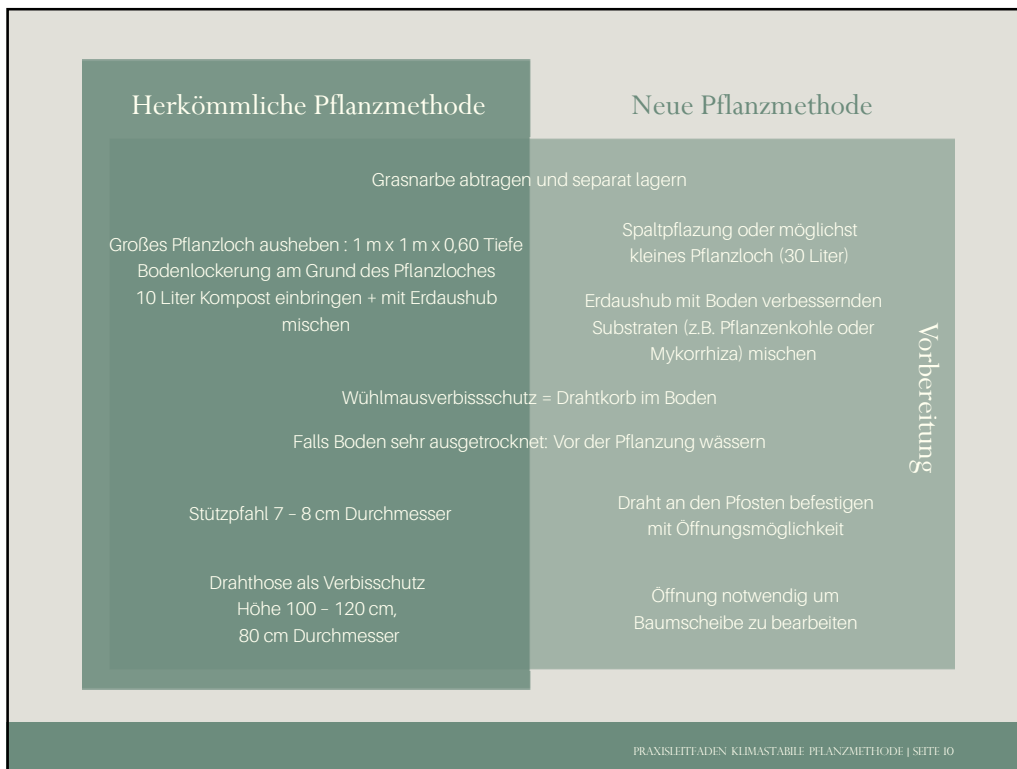 Herkömmliche Pflanzmethode
Neue Pflanzmethode
Grasnarbe abtragen und separat lagern
Großes Pflanzloch ausheben : 1 m x 1 m x 0,60 Tiefe
Bodenlockerung am Grund des Pflanzloches
10 Liter Kompost einbringen + mit Erdaushub
mischen
Spaltpflazung oder möglichst
kleines Pflanzloch (30 Liter)
Erdaushub mit Boden verbessernden
Substraten (z.B. Pflanzenkohle oder
Mykorrhiza) mischen
Wühlmausverbissschutz = Drahtkorb im Boden
Falls Boden sehr ausgetrocknet: Vor der Pflanzung wässern
Stützpfahl 7 – 8 cm Durchmesser
Draht an den Pfosten befestigen
mit Öffnungsmöglichkeit
Drahthose als Verbisschutz
Höhe 100 – 120 cm,
80 cm Durchmesser
Öffnung notwendig um
Baumscheibe zu bearbeiten
Vorbereitung
PRAXISLEITFADEN KLIMASTABILE PFLANZMETHODE | SEITE 10